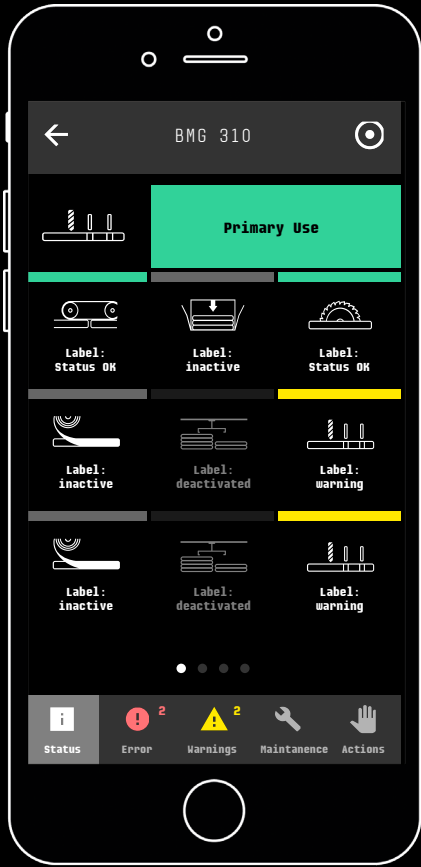 BMG 310
Primary Use
Label:
Status OK
Label:
inactive
Label:
Status OK
Label:
inactive
Label:
deactivated
Label:
warning
Label:
inactive
Label:
deactivated
Label:
warning
2
2
Status
Error
Warnings
Maintanence
Actions